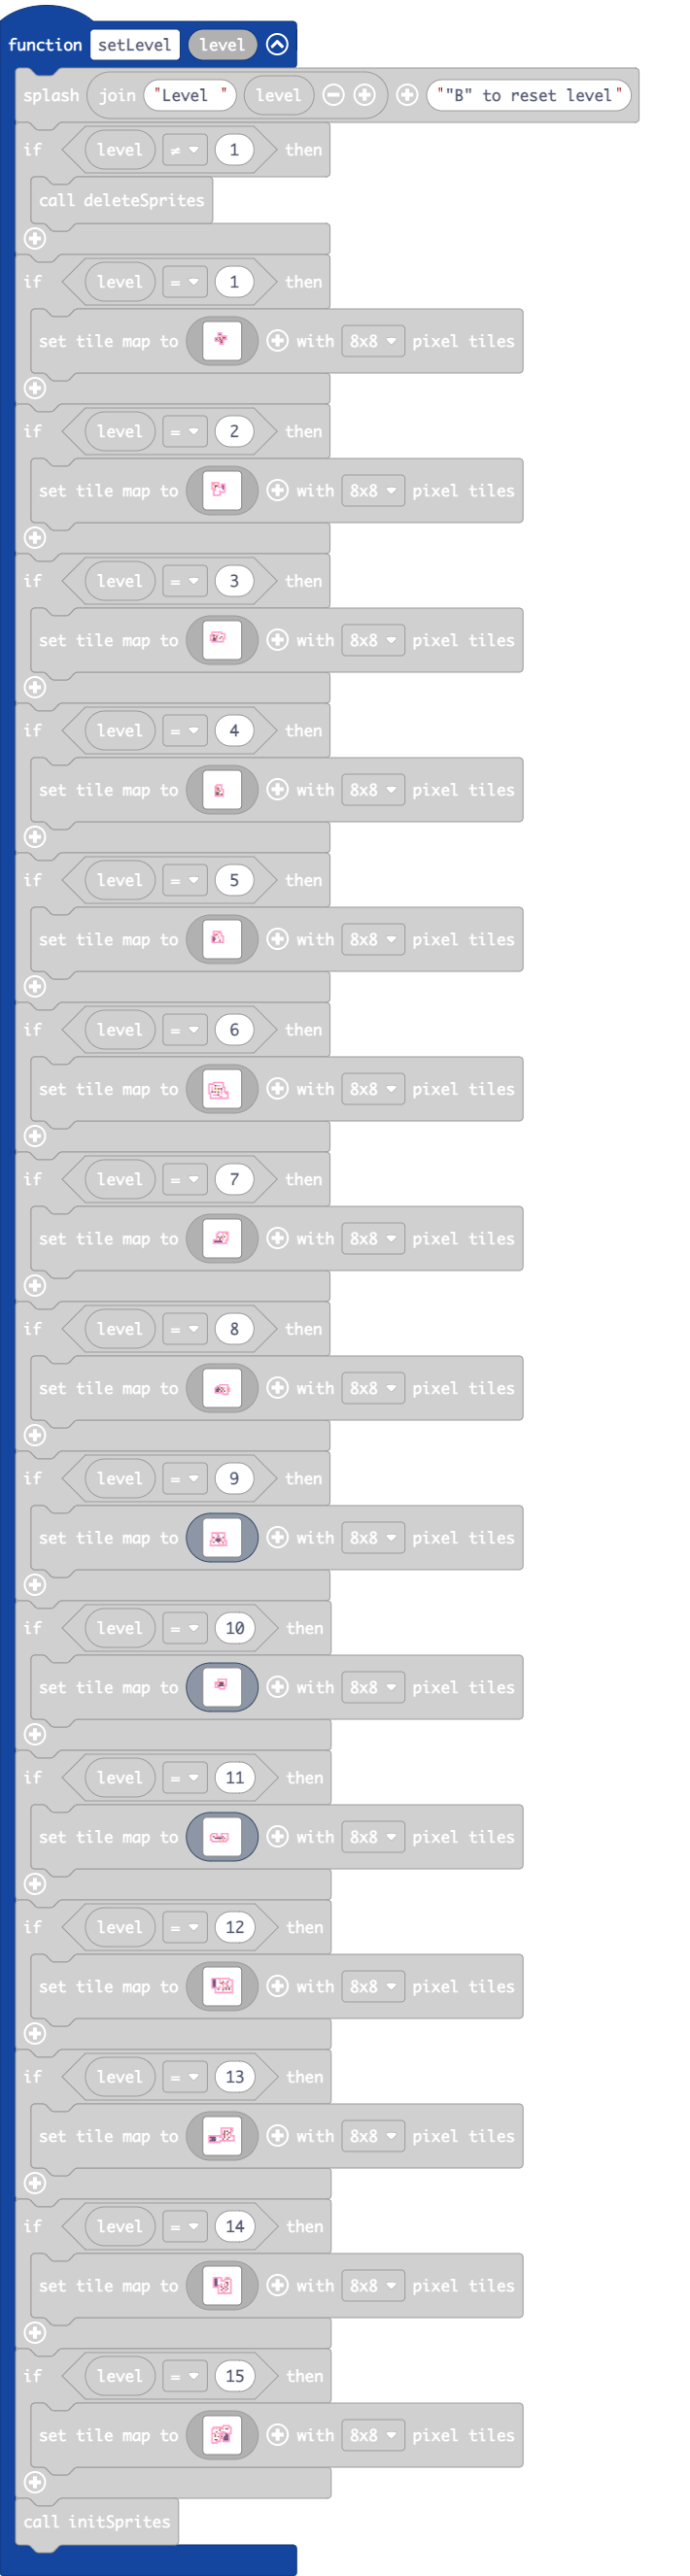 function setLevel level
splash join "Level " level ""B" to reset level"
if level ≠ 1 then
call deleteSprites
if level = 1 then
set tile map to with 8x8 pixel tiles
if level = 2 then
set tile map to with 8x8 pixel tiles
if level = 3 then
set tile map to with 8x8 pixel tiles
if level = 4 then
set tile map to with 8x8 pixel tiles
if level = 5 then
set tile map to with 8x8 pixel tiles
if level = 6 then
set tile map to with 8x8 pixel tiles
if level = 7 then
set tile map to with 8x8 pixel tiles
if level = 8 then
set tile map to with 8x8 pixel tiles
if level = 9 then
set tile map to with 8x8 pixel tiles
if level = 10 then
set tile map to with 8x8 pixel tiles
if level = 11 then
set tile map to with 8x8 pixel tiles
if level = 12 then
set tile map to with 8x8 pixel tiles
if level = 13 then
set tile map to with 8x8 pixel tiles
if level = 14 then
set tile map to with 8x8 pixel tiles
if level = 15 then
set tile map to with 8x8 pixel tiles
call initSprites